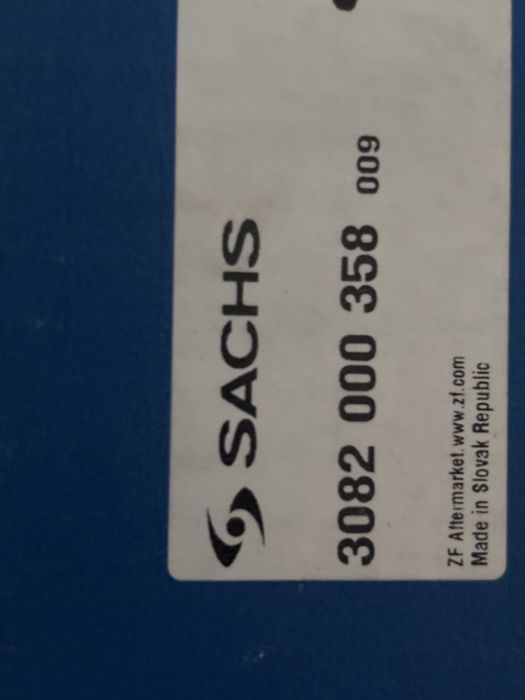 SACHS
3082 000 358 009
ZF Aftermarket, www.zf.com
Made in Slovak Republic